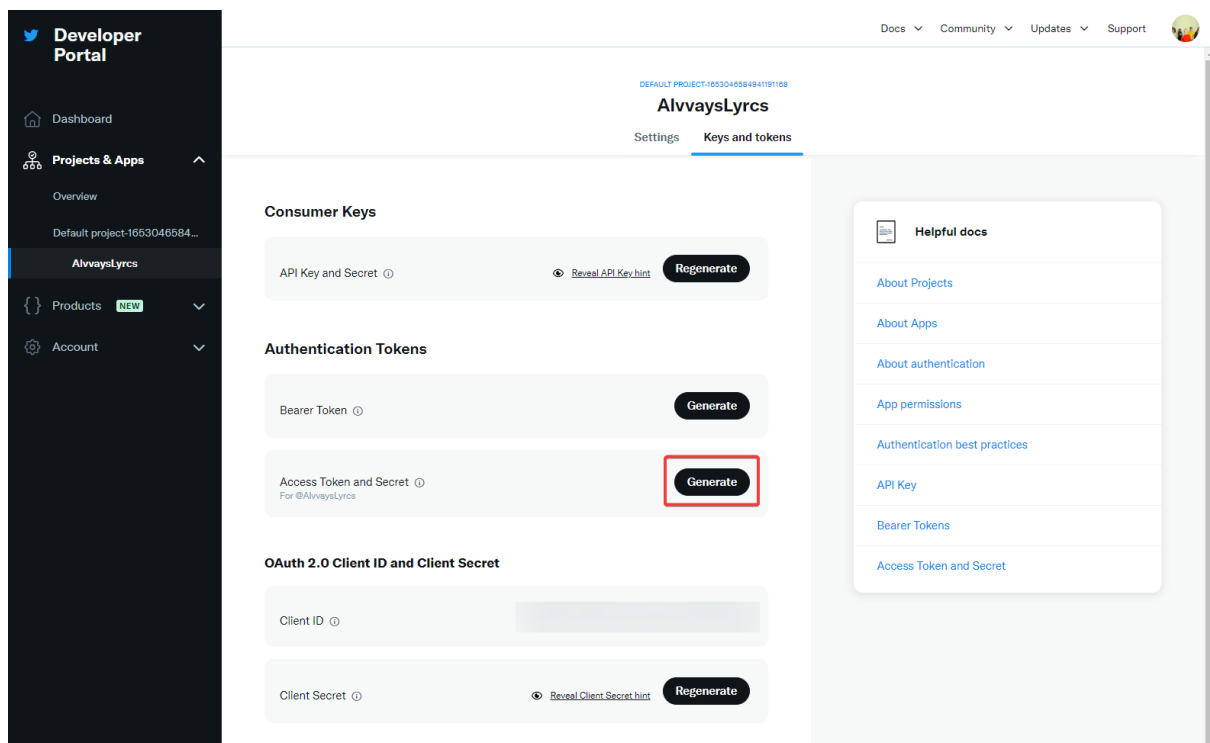 Developer
Portal
Docs
Community
Updates
Support
Dashboard
Projects & Apps
Overview
Default project-1653046584...
AlvvaysLyrcs
Products NEW
Account
DEFAULT PROJECT-1653046584941191168
AlvvaysLyrcs
Settings
Keys and tokens
Consumer Keys
API Key and Secret
Reveal API Key hint
Regenerate
Authentication Tokens
Bearer Token
Generate
Access Token and Secret
For @AlvvaysLyrcs
Generate
OAuth 2.0 Client ID and Client Secret
Client ID
Client Secret
Reveal Client Secret hint
Regenerate
Helpful docs
About Projects
About Apps
About authentication
App permissions
Authentication best practices
API Key
Bearer Tokens
Access Token and Secret